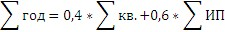 ∑ год = 0,4 * ∑ кв. +0,6 * ∑ ИП